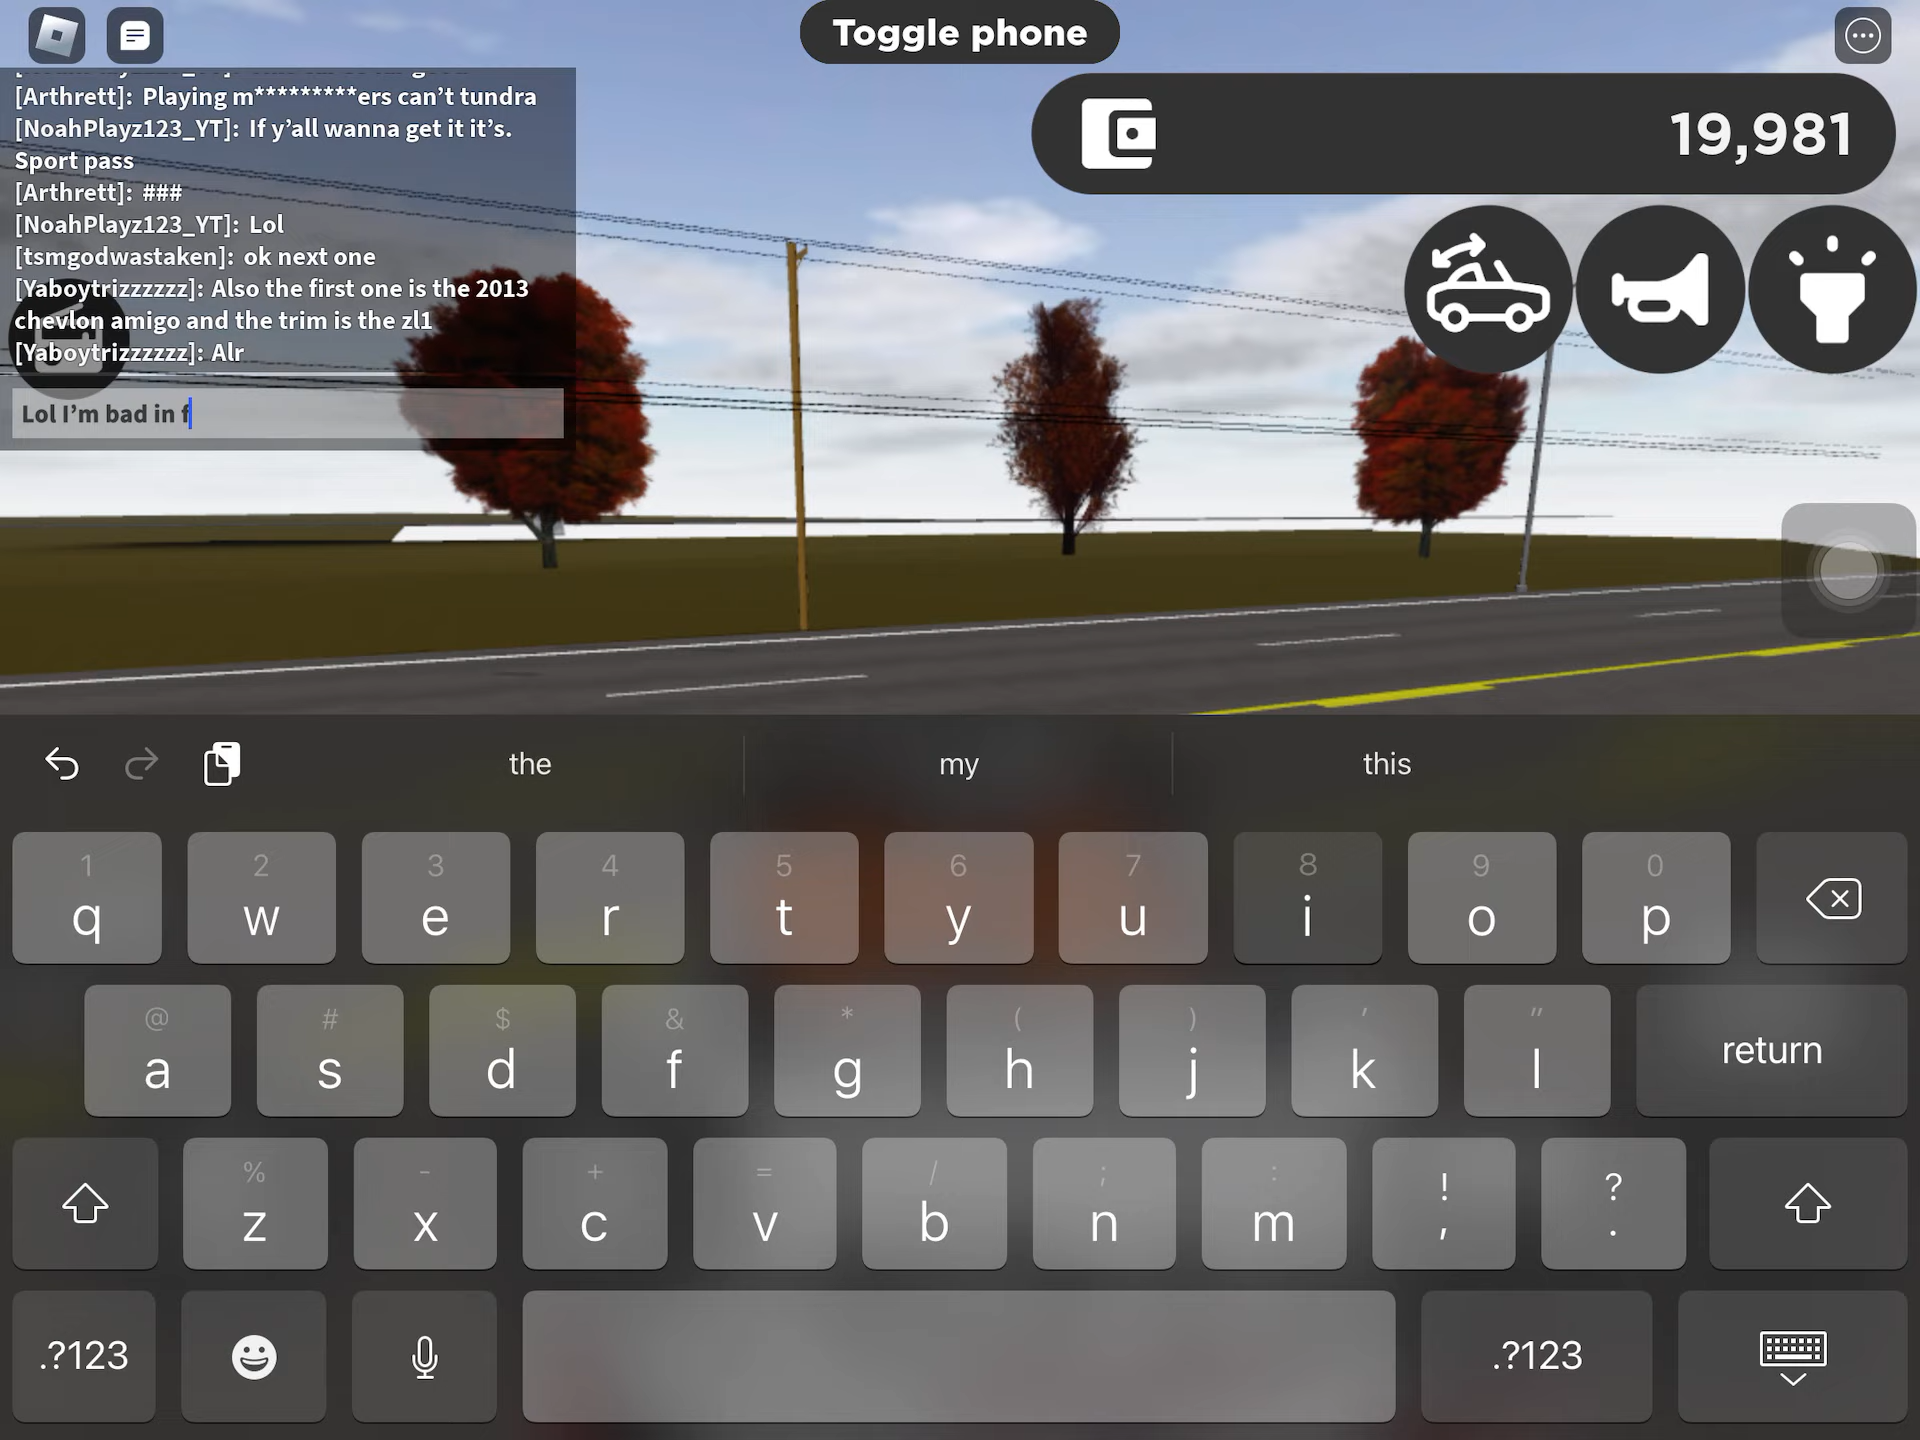 Toggle phone
[Arthrett]: Playing m*********ers can't tundra
[NoahPlayz123_YT]: If y'all wanna get it it's.
Sport pass
[Arthrett]: ###
[NoahPlayz123_YT]: Lol
[tsmgodwastaken]: ok next one
[Yaboytrizzzzzz]: Also the first one is the 2013
chevlon amigo and the trim is the zl1
[Yaboytrizzzzzz]: Alr
Lol I'm bad in f
19,981
the my this
1 2 3 4 5 6 7 8 9 0
q w e r t y u i o p
@ # $ & * ( ) ' "
a s d f g h j k l return
% - + = / ; : ! ?
z x c v b n m , .
.?123 .?123